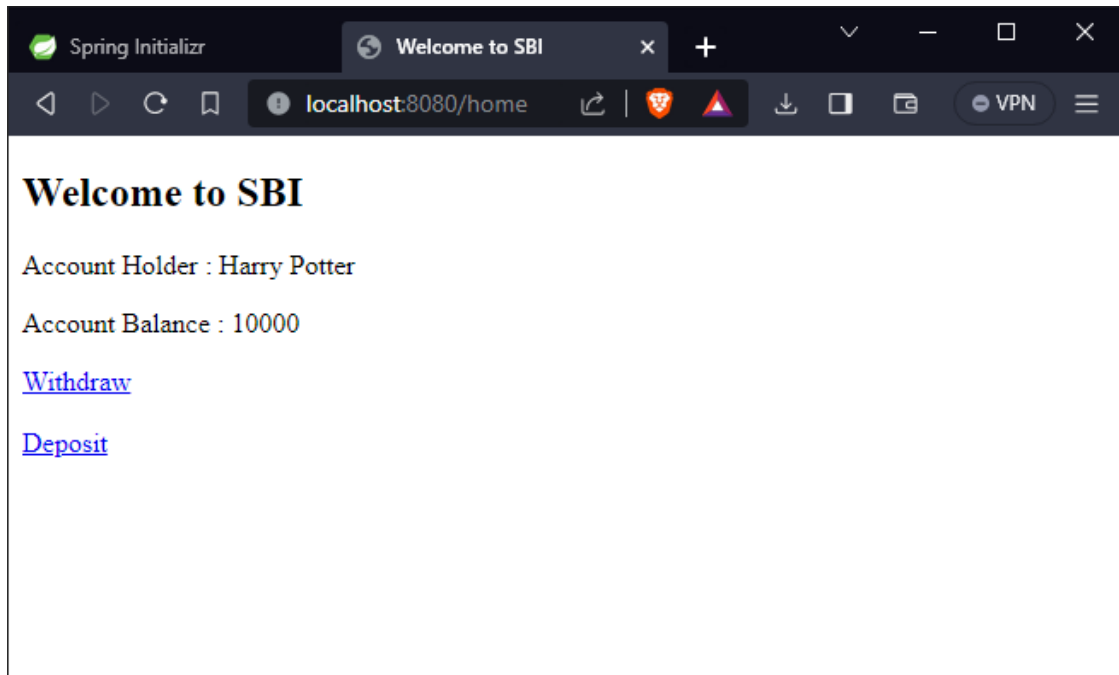 Spring Initializr
Welcome to SBI
localhost:8080/home
VPN
Welcome to SBI
Account Holder : Harry Potter
Account Balance : 10000
Withdraw
Deposit